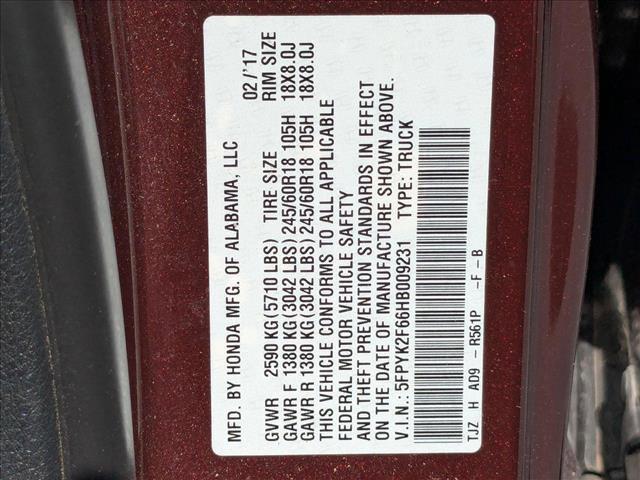 MFD. BY HONDA MFG. OF ALABAMA, LLC 02/'17
GVWR 2590 KG(5710 LBS) TIRE SIZE RIM SIZE
GAWR F 1380 KG(3042 LBS) 245/60R18 105H 18X8.0J
GAWR R 1380 KG(3042 LBS) 245/60R18 105H 18X8.0J
THIS VEHICLE CONFORMS TO ALL APPLICABLE
FEDERAL MOTOR VEHICLE SAFETY
AND THEFT PREVENTION STANDARDS IN EFFECT
ON THE DATE OF MANUFACTURE SHOWN ABOVE.
V.I.N.: 5FPYK2F66HB009231 TYPE: TRUCK
TJZ H A09 - R561P -F -B